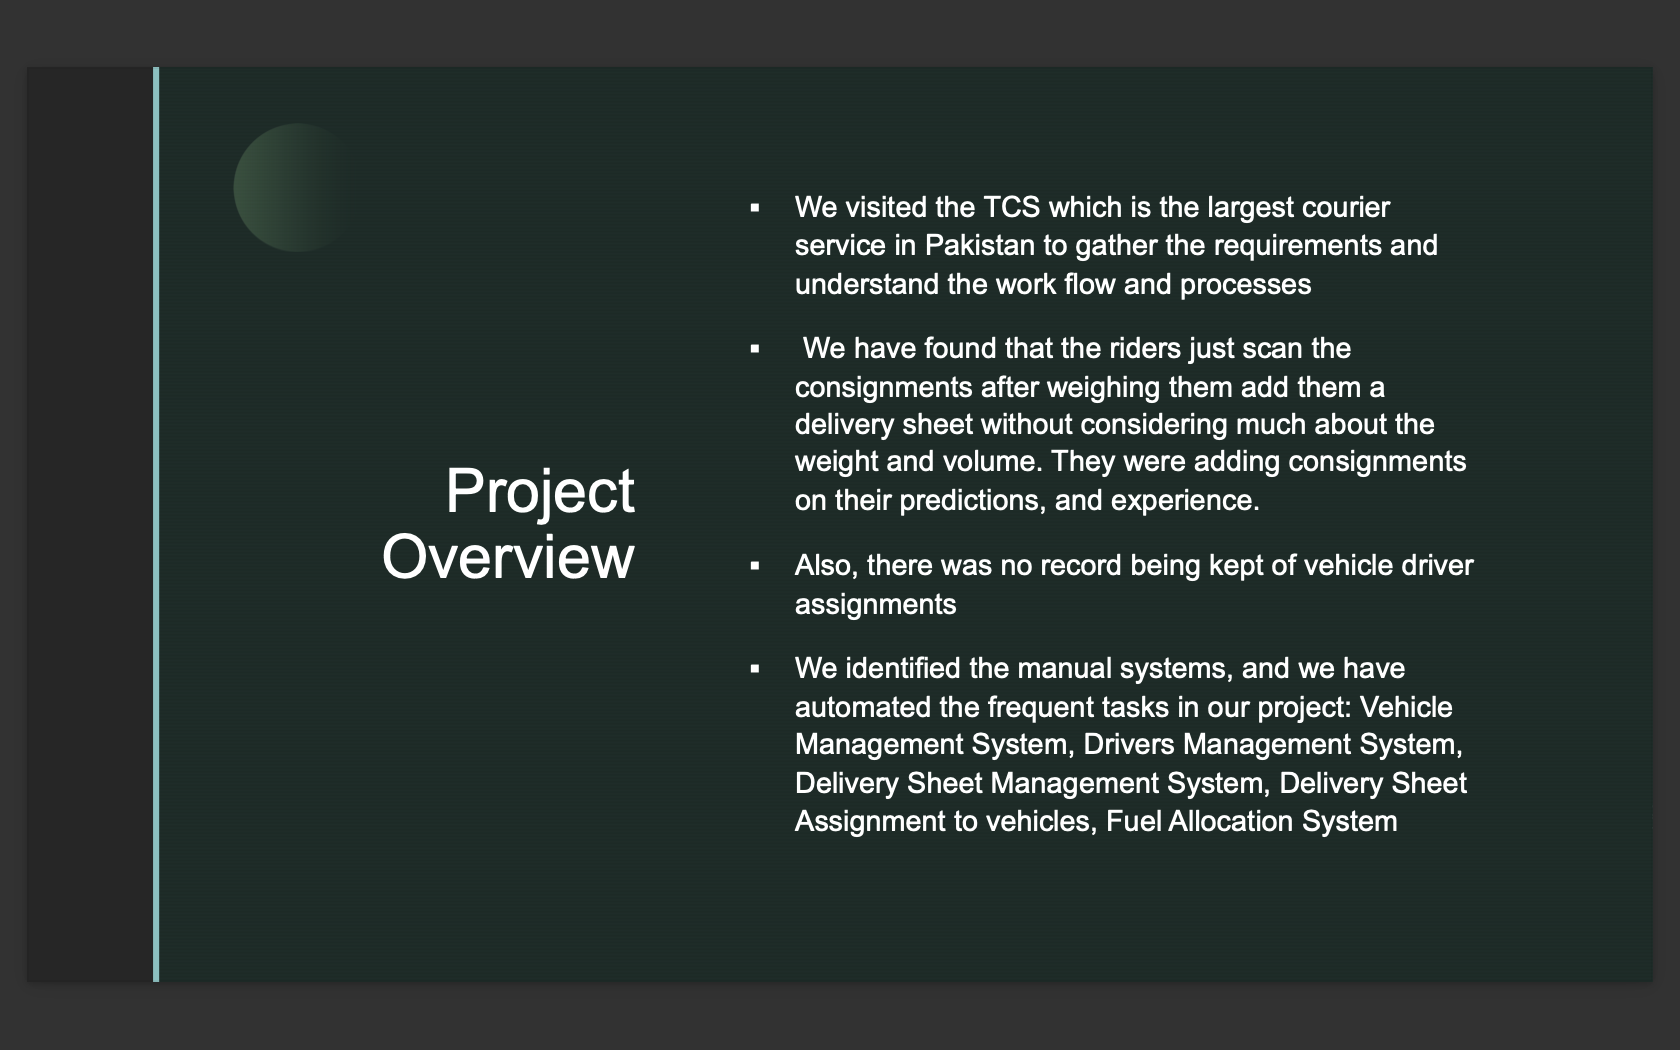 Project
Overview
▪ We visited the TCS which is the largest courier
service in Pakistan to gather the requirements and
understand the work flow and processes
▪ We have found that the riders just scan the
consignments after weighing them add them a
delivery sheet without considering much about the
weight and volume. They were adding consignments
on their predictions, and experience.
▪ Also, there was no record being kept of vehicle driver
assignments
▪ We identified the manual systems, and we have
automated the frequent tasks in our project: Vehicle
Management System, Drivers Management System,
Delivery Sheet Management System, Delivery Sheet
Assignment to vehicles, Fuel Allocation System